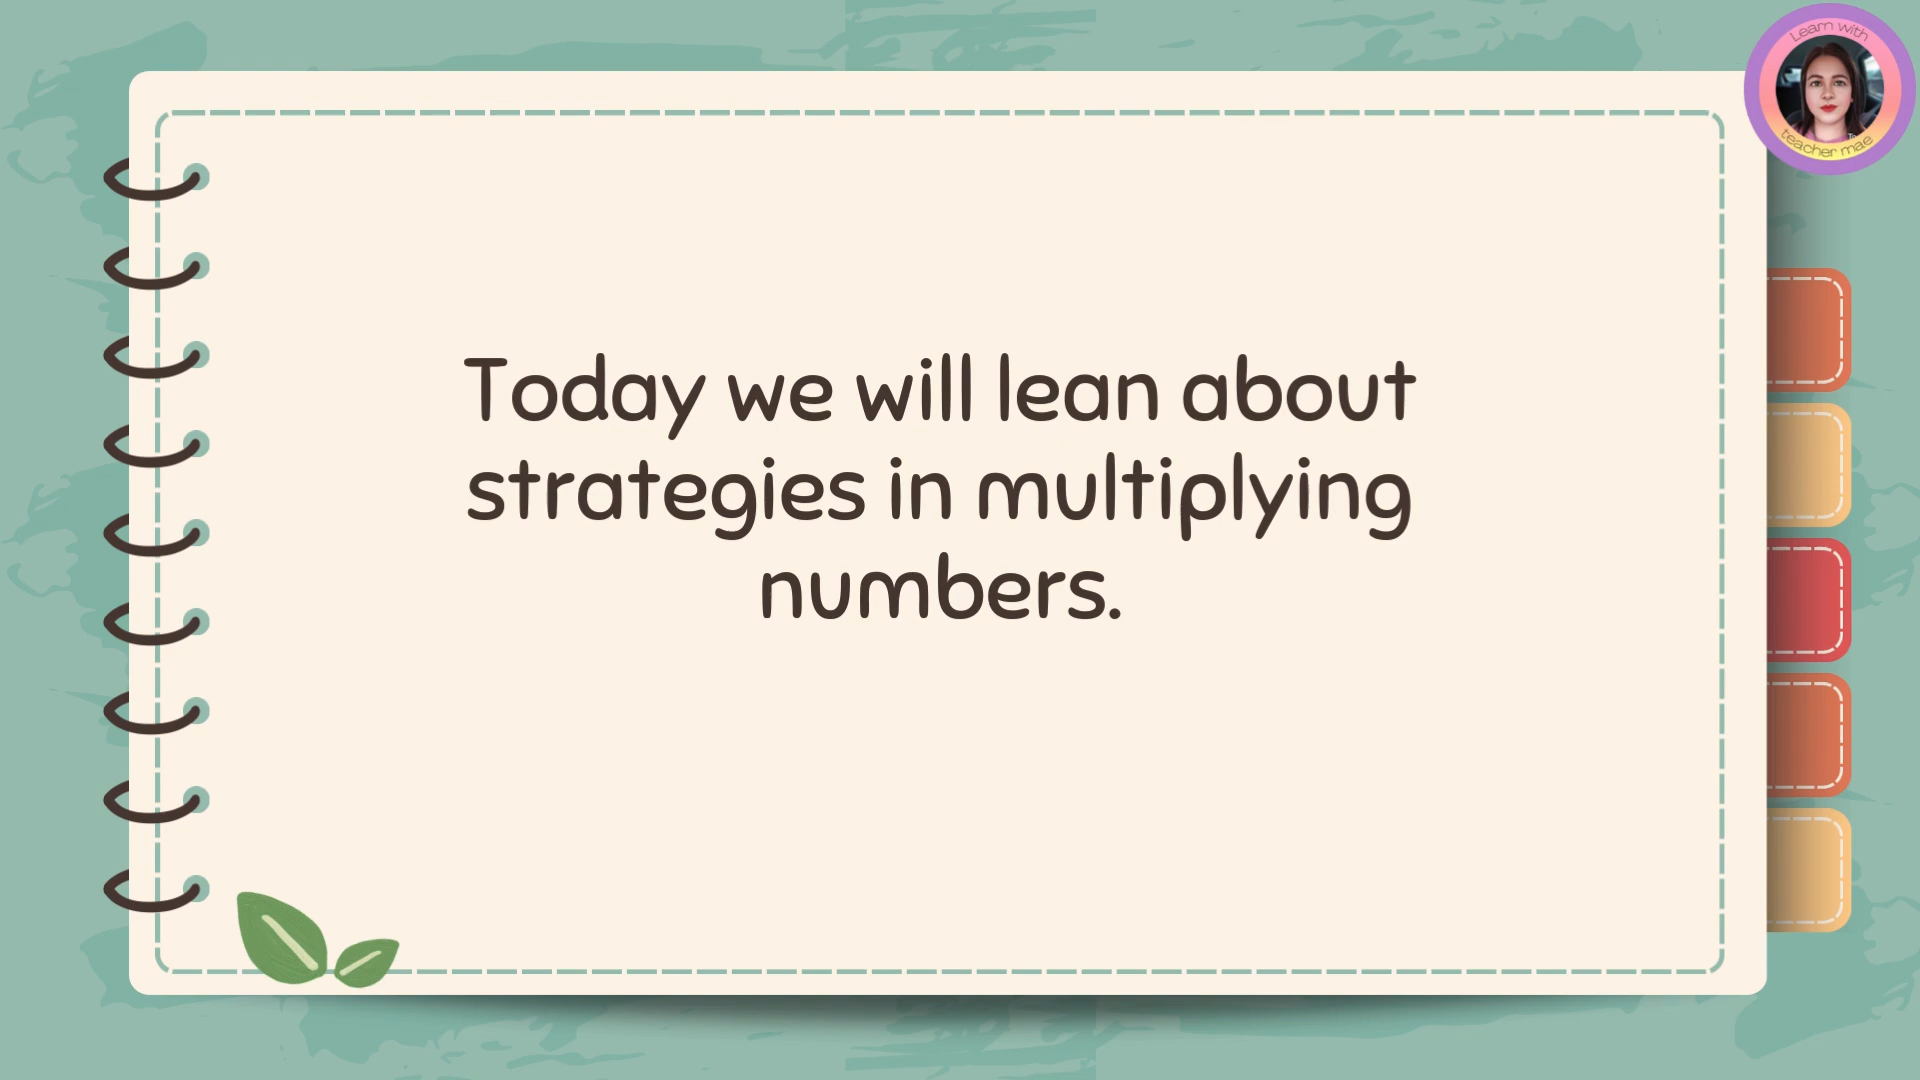 Learn with
teacher mae
Today we will lean about
strategies in multiplying
numbers.